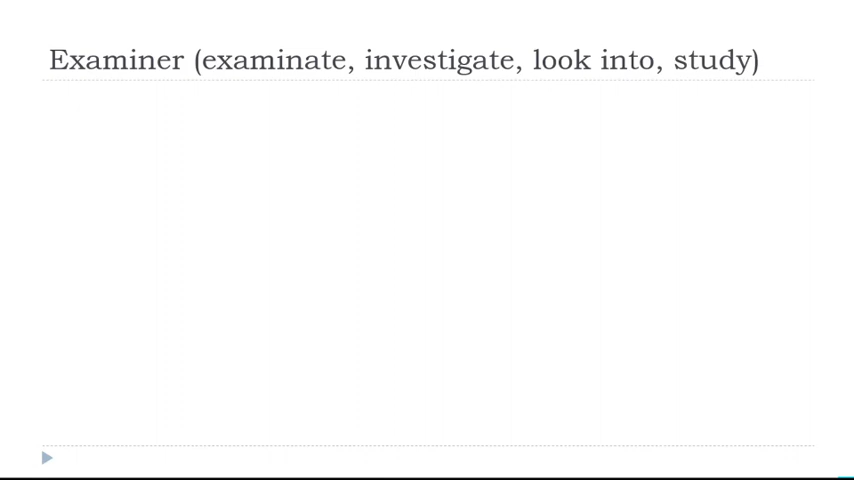 Examiner (examinate, investigate, look into, study)